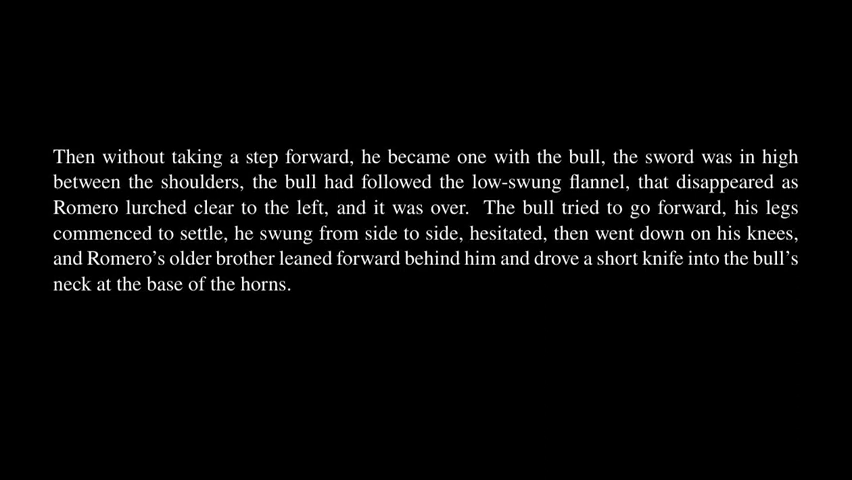 Then without taking a step forward, he became one with the bull, the sword was in high
between the shoulders, the bull had followed the low-swung flannel, that disappeared as
Romero lurched clear to the left, and it was over. The bull tried to go forward, his legs
commenced to settle, he swung from side to side, hesitated, then went down on his knees,
and Romero’s older brother leaned forward behind him and drove a short knife into the bull’s
neck at the base of the horns.